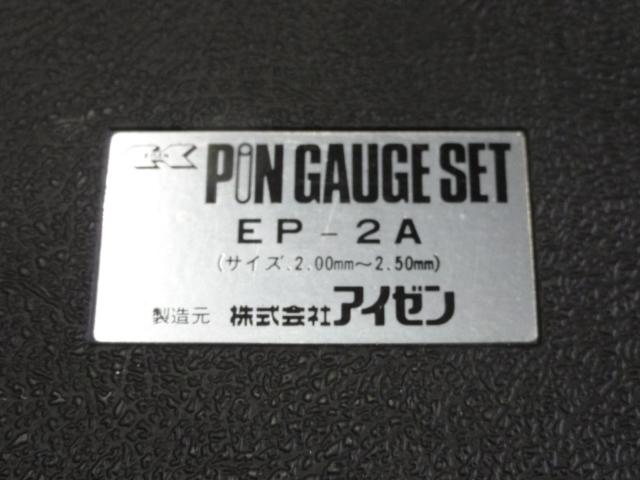 PiN GAUGE SET
EP-2A
(サイズ.2.00mm～2.50mm)
製造元 株式会社アイゼン